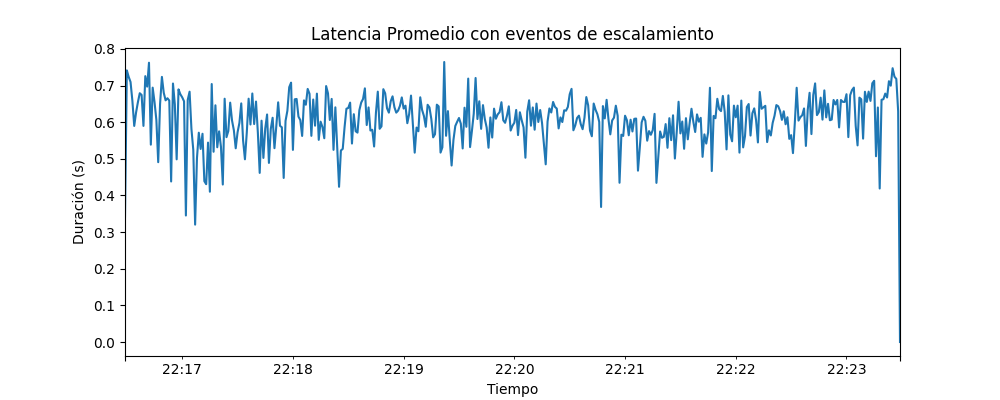 Latencia Promedio con eventos de escalamiento
Duración (s)
0.8
0.7
0.6
0.5
0.4
0.3
0.2
0.1
0.0
22:17 22:18 22:19 22:20 22:21 22:22 22:23
Tiempo